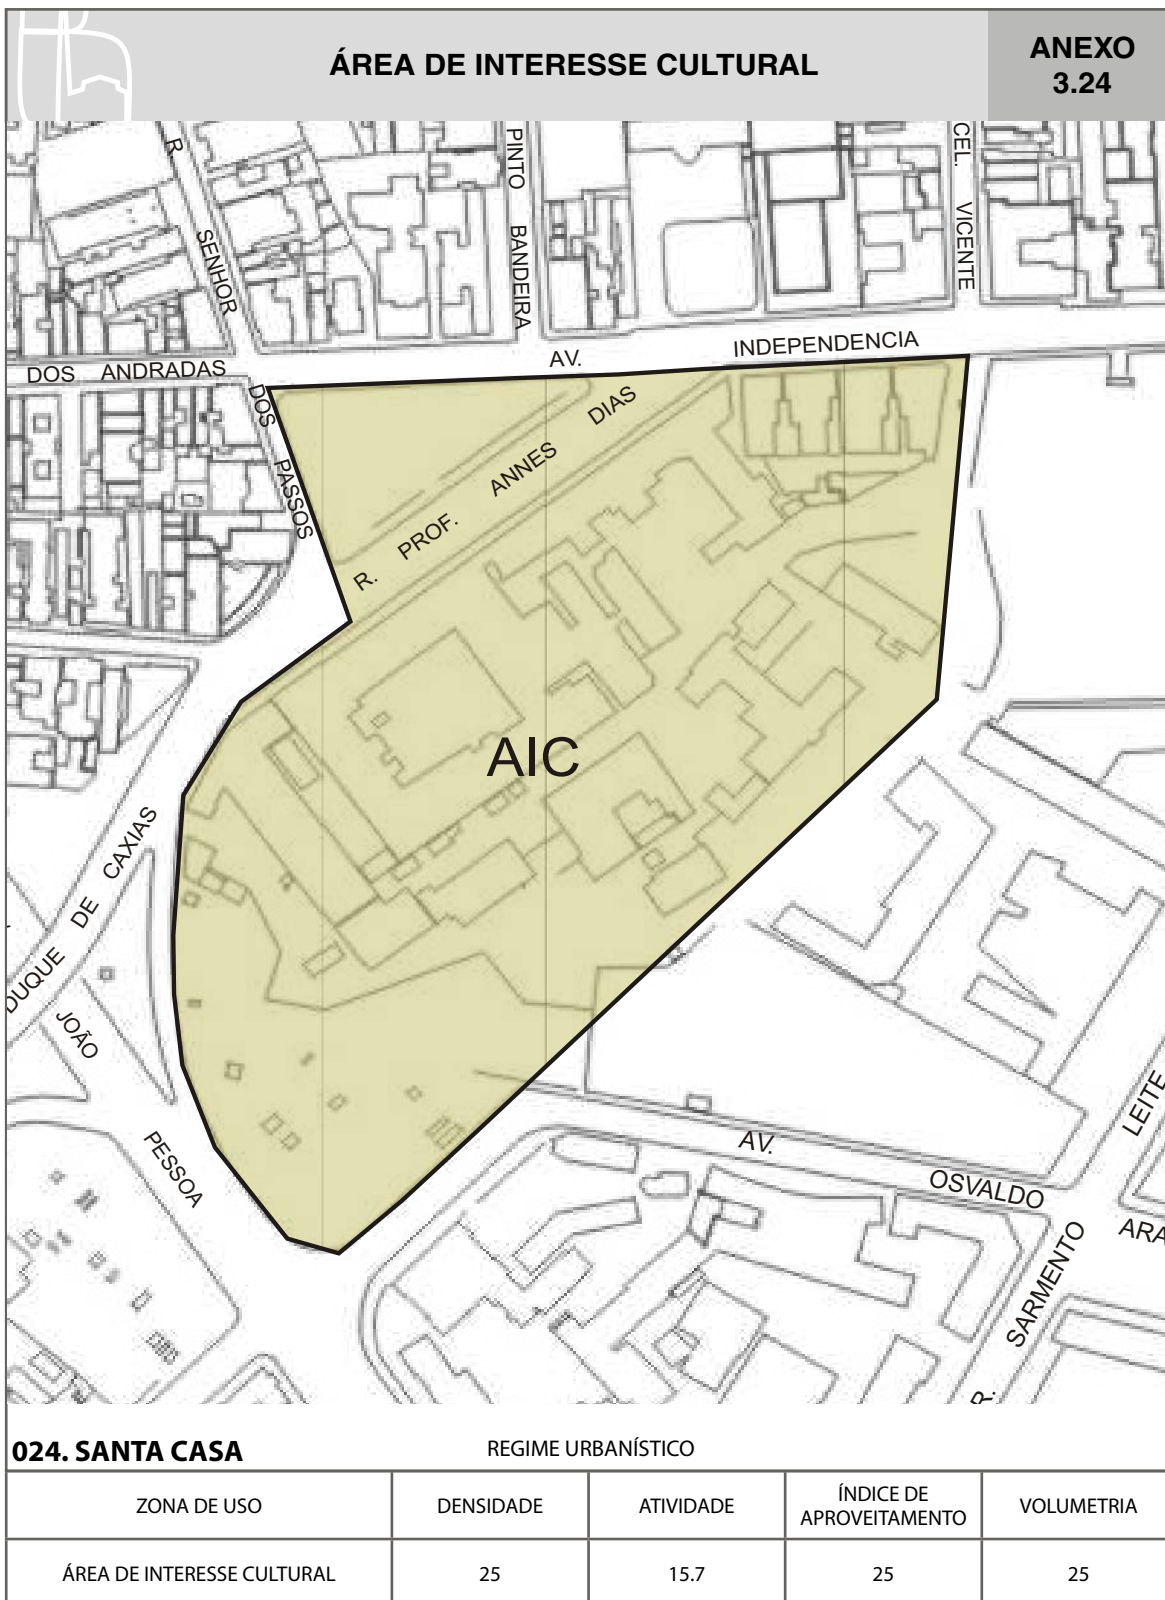 ÁREA DE INTERESSE CULTURAL
ANEXO
3.24
R.
SENHOR
DOS
PASSOS
PINTO
BANDEIRA
CEL.
VICENTE
DOS ANDRADAS
AV.
INDEPENDENCIA
R.
PROF.
ANNES
DIAS
AIC
DUQUE
DE
CAXIAS
JOÃO
PESSOA
AV.
OSVALDO
ARA
LEITE
SARMENTO
R.
024. SANTA CASA
REGIME URBANÍSTICO
ZONA DE USO
DENSIDADE
ATIVIDADE
ÍNDICE DE
APROVEITAMENTO
VOLUMETRIA
ÁREA DE INTERESSE CULTURAL
25
15.7
25
25